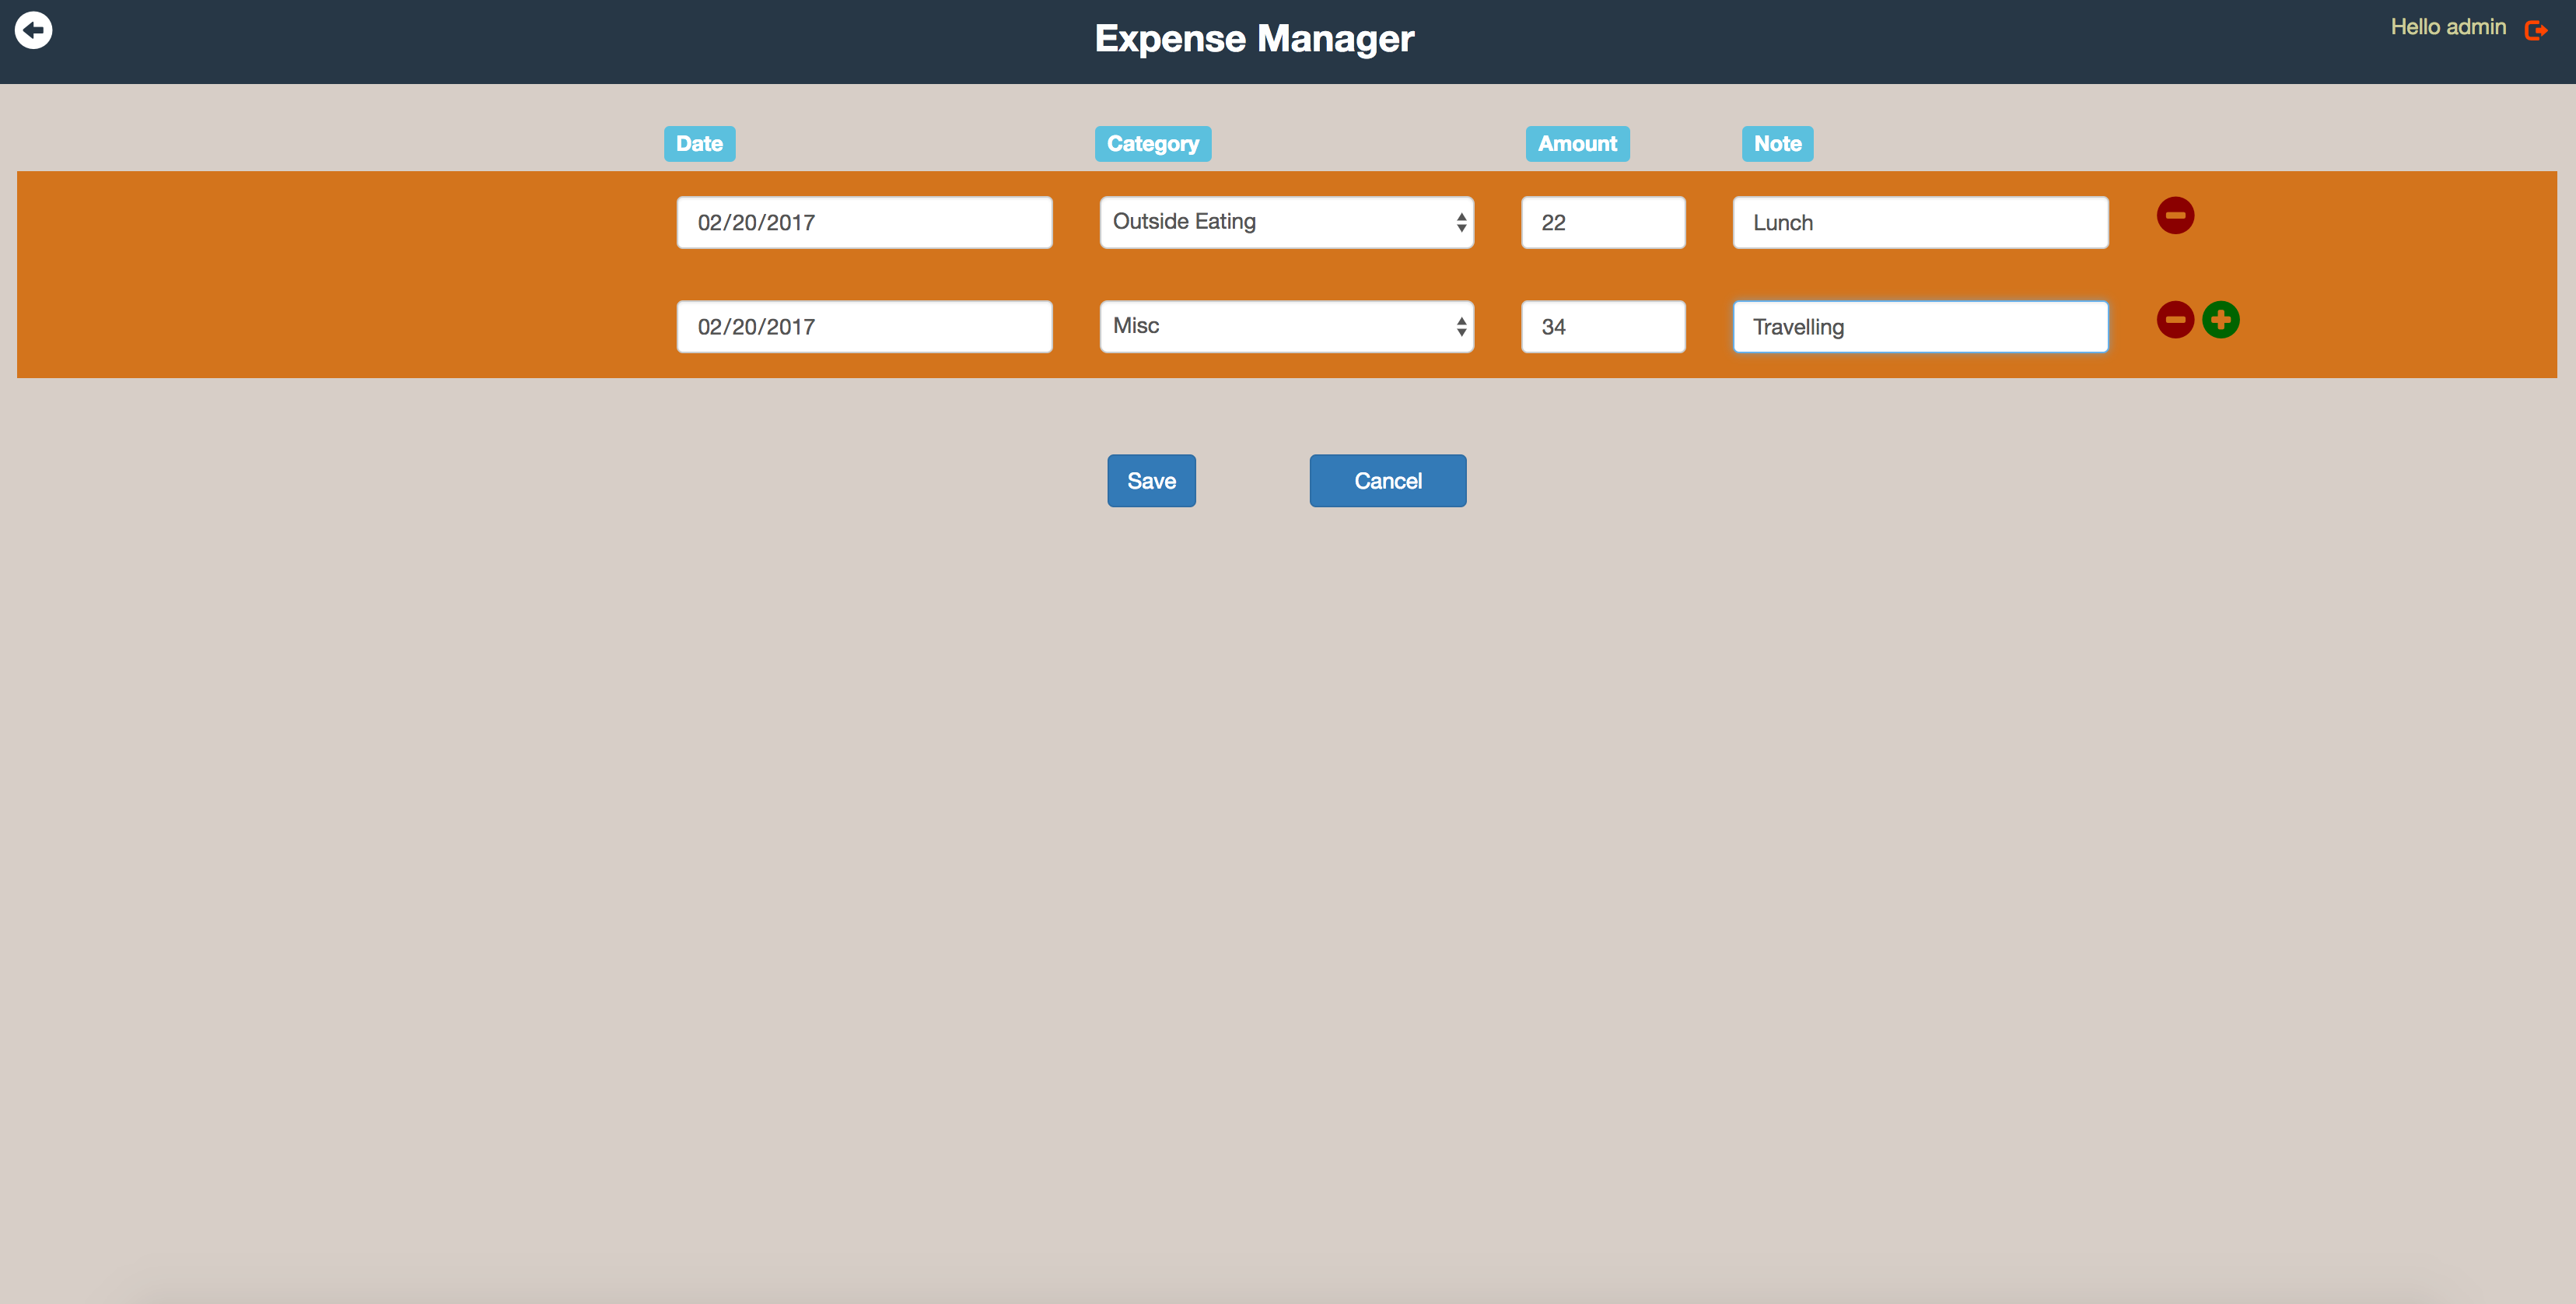 Expense Manager
Hello admin
Date Category Amount Note
02/20/2017 Outside Eating 22 Lunch
02/20/2017 Misc 34 Travelling
Save Cancel